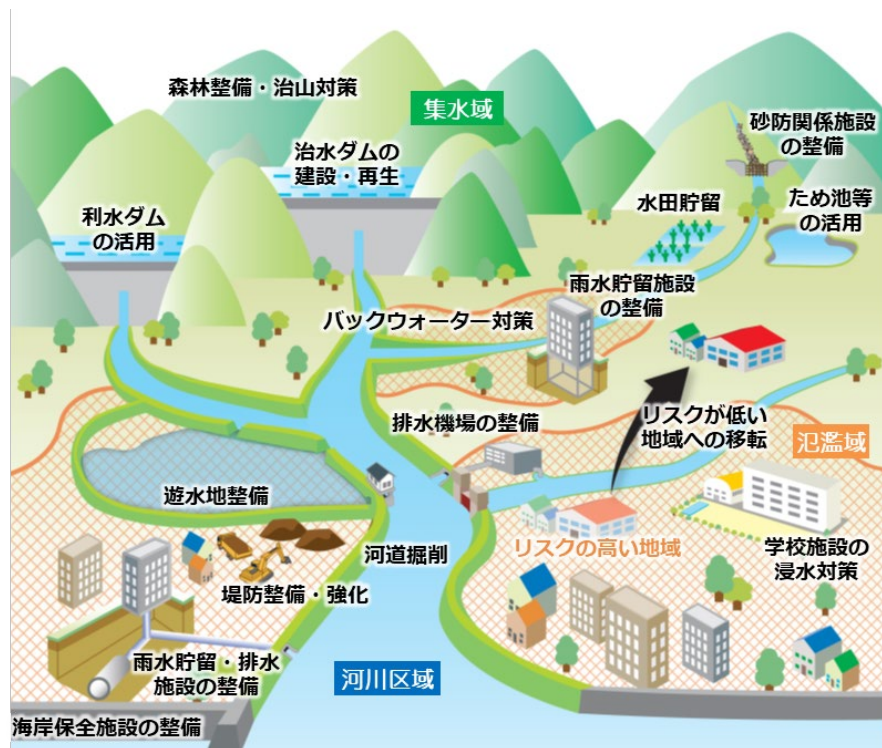 森林整備・治山対策
集水域
砂防関係施設
の整備
治水ダムの
建設・再生
利水ダム
の活用
水田貯留
ため池等
の活用
雨水貯留施設
の整備
バックウォーター対策
排水機場の整備
リスクが低い
地域への移転
氾濫域
遊水地整備
河道掘削
リスクの高い地域
学校施設の
浸水対策
堤防整備・強化
雨水貯留・排水
施設の整備
河川区域
海岸保全施設の整備